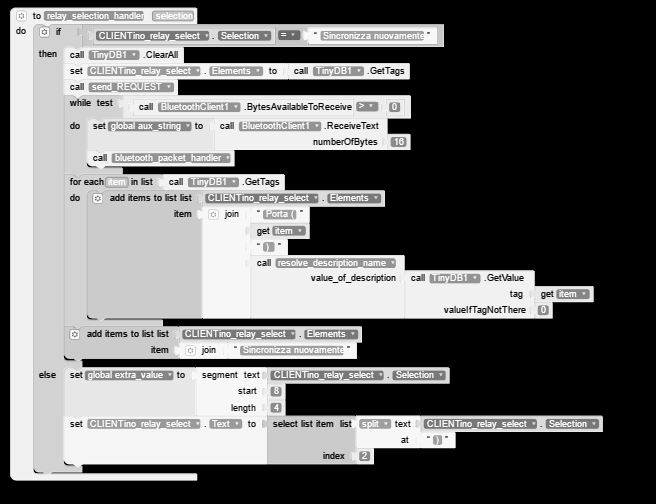 to relay_selection_handler selection
do if CLIENTino_relay_select . Selection = " Sincronizza nuovamente "
then call TinyDB1 .ClearAll
set CLIENTino_relay_select . Elements to call TinyDB1 .GetTags
call send_REQUEST
while test call BluetoothClient1 .BytesAvailableToReceive > 0
do set global aux_string to call BluetoothClient1 .ReceiveText
numberOfBytes 16
call bluetooth_packet_handler
for each item in list call TinyDB1 .GetTags
do add items to list list CLIENTino_relay_select . Elements
item join " Porta ( "
get item
" ) "
call resolve_description_name
value_of_description call TinyDB1 .GetValue
tag get item
valueIfTagNotThere 0
add items to list list CLIENTino_relay_select . Elements
item join " Sincronizza nuovamente "
else set global extra_value to segment text CLIENTino_relay_select . Selection
start 8
length 4
set CLIENTino_relay_select . Text to select list item list split text CLIENTino_relay_select . Selection
at " ) "
index 2